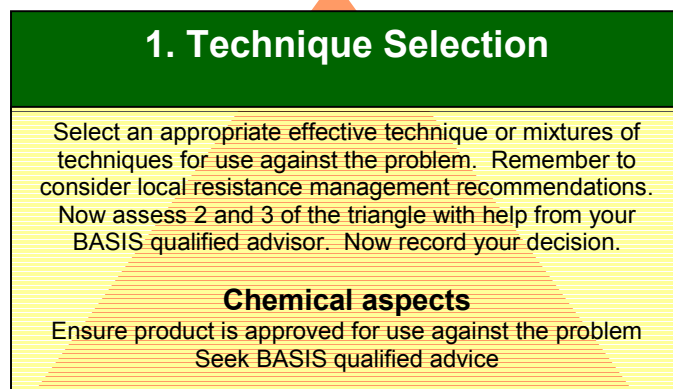 1. Technique Selection
Select an appropriate effective technique or mixtures of
techniques for use against the problem.  Remember to
consider local resistance management recommendations.
Now assess 2 and 3 of the triangle with help from your
BASIS qualified advisor.  Now record your decision.
Chemical aspects
Ensure product is approved for use against the problem
Seek BASIS qualified advice